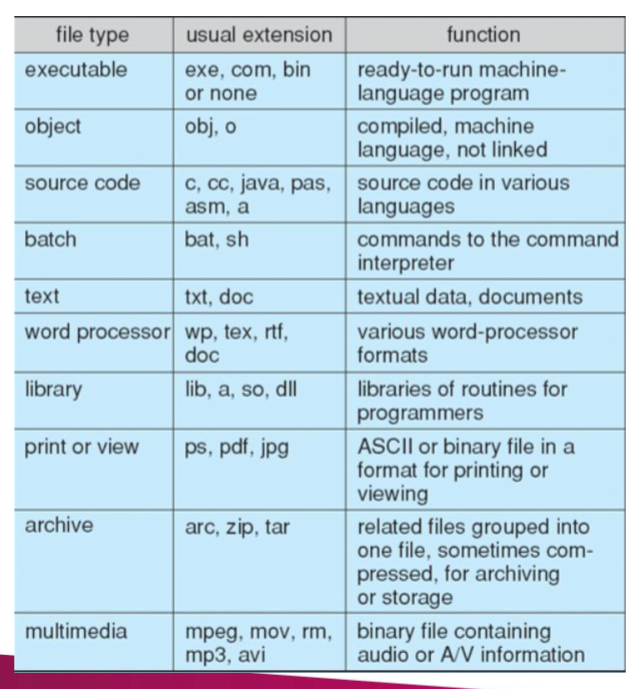 file type usual extension function
executable exe, com, bin ready-to-run machine-
or none language program
object obj, o compiled, machine
language, not linked
source code c, cc, java, pas, source code in various
asm, a languages
batch bat, sh commands to the command
interpreter
text txt, doc textual data, documents
word processor wp, tex, rtf, various word-processor
doc formats
library lib, a, so, dll libraries of routines for
programmers
print or view ps, pdf, jpg ASCII or binary file in a
format for printing or
viewing
archive arc, zip, tar related files grouped into
one file, sometimes com-
pressed, for archiving
or storage
multimedia mpeg, mov, rm, binary file containing
mp3, avi audio or A/V information